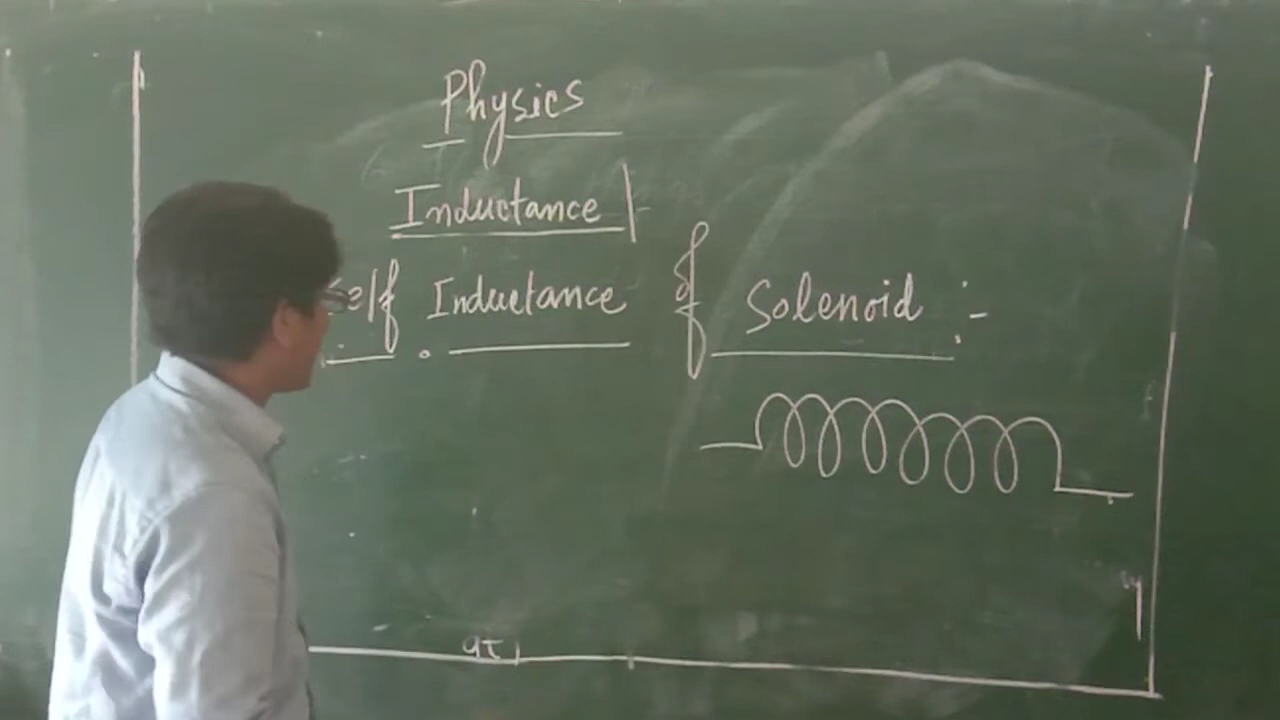 Physics
Inductance
Self Inductance of Solenoid :-